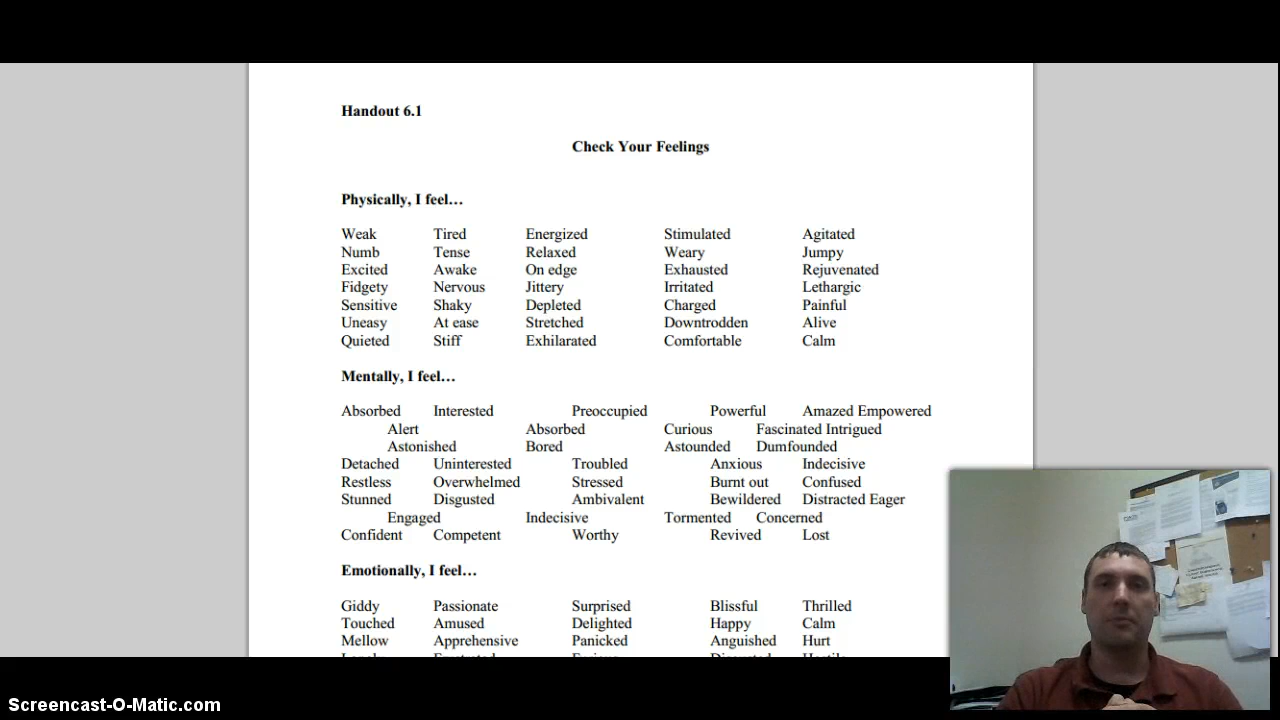 Handout 6.1
Check Your Feelings
Physically, I feel…
Weak Tired Energized Stimulated Agitated
Numb Tense Relaxed Weary Jumpy
Excited Awake On edge Exhausted Rejuvenated
Fidgety Nervous Jittery Irritated Lethargic
Sensitive Shaky Depleted Charged Painful
Uneasy At ease Stretched Downtrodden Alive
Quieted Stiff Exhilarated Comfortable Calm
Mentally, I feel…
Absorbed Interested Preoccupied Powerful Amazed Empowered
Alert Absorbed Curious Fascinated Intrigued
Astonished Bored Astounded Dumfounded
Detached Uninterested Troubled Anxious Indecisive
Restless Overwhelmed Stressed Burnt out Confused
Stunned Disgusted Ambivalent Bewildered Distracted Eager
Engaged Indecisive Tormented Concerned
Confident Competent Worthy Revived Lost
Emotionally, I feel…
Giddy Passionate Surprised Blissful Thrilled
Touched Amused Delighted Happy Calm
Mellow Apprehensive Panicked Anguished Hurt
Screencast-O-Matic.com